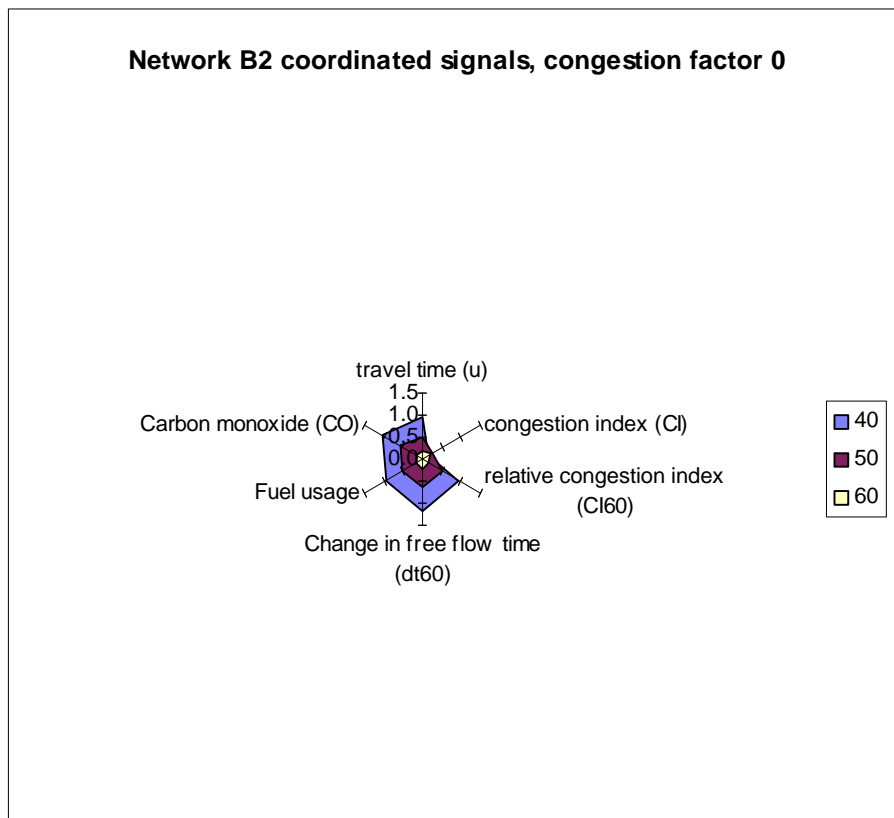 Network B2 coordinated signals, congestion factor 0
travel time (u)
1.5
1.0
0.5
0.0
Carbon monoxide (CO)
congestion index (CI)
relative congestion index
(CI60)
Fuel usage
Change in free flow time
(dt60)
40
50
60